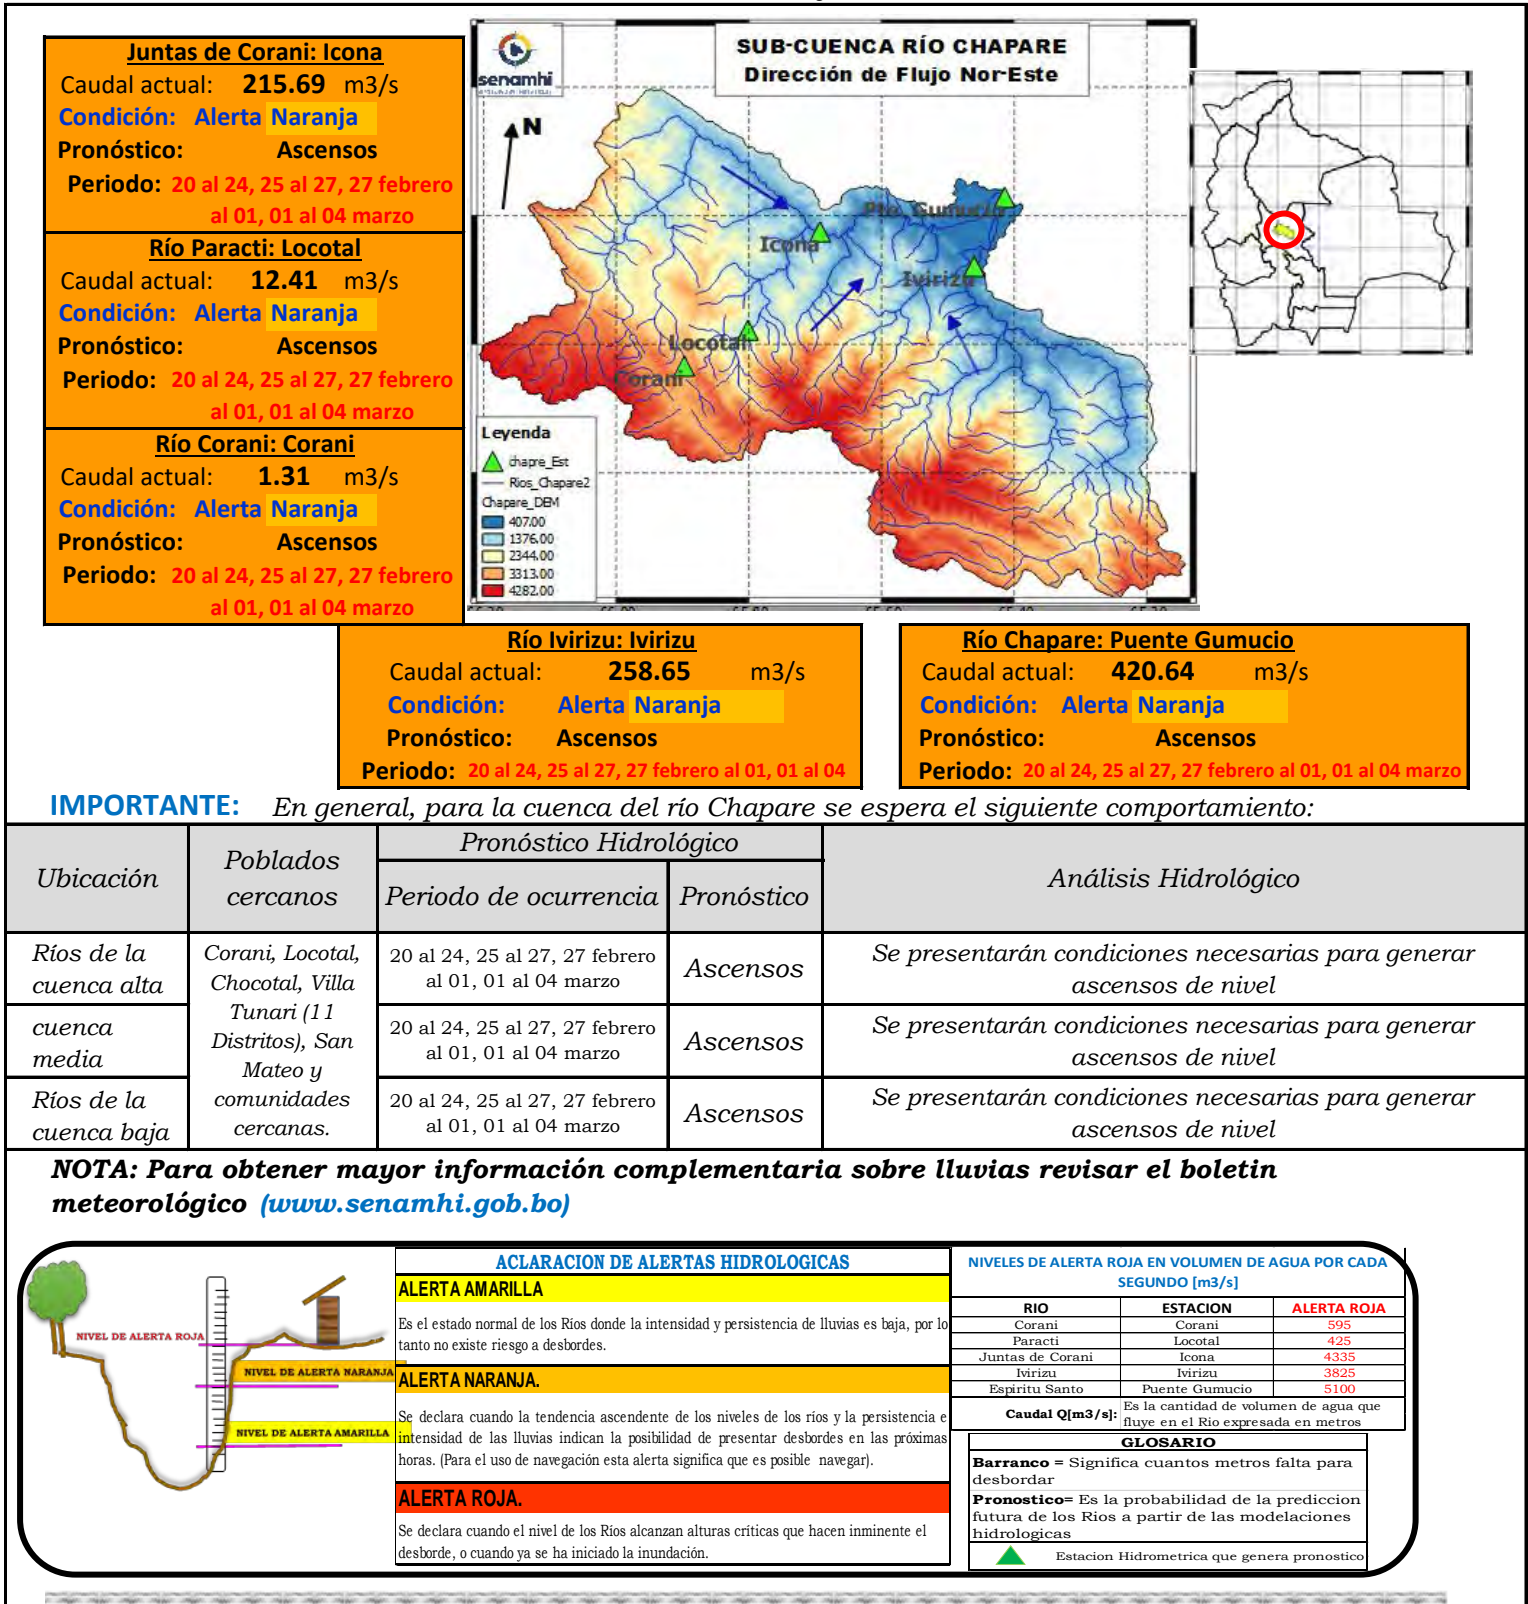 Juntas de Corani: Icona
Caudal actual: 215.69 m3/s
Condición: Alerta Naranja
Pronóstico: Ascensos
Periodo: 20 al 24, 25 al 27, 27 febrero
al 01, 01 al 04 marzo
Río Paracti: Locotal
Caudal actual: 12.41 m3/s
Condición: Alerta Naranja
Pronóstico: Ascensos
Periodo: 20 al 24, 25 al 27, 27 febrero
al 01, 01 al 04 marzo
Río Corani: Corani
Caudal actual: 1.31 m3/s
Condición: Alerta Naranja
Pronóstico: Ascensos
Periodo: 20 al 24, 25 al 27, 27 febrero
al 01, 01 al 04 marzo
senamhi
SUB-CUENCA RÍO CHAPARE
Dirección de Flujo Nor-Este
N
Pto. Gumucio
Icona
Ivirizu
Locotal
Corani
Leyenda
chapre_Est
Rios_Chapare2
Chapare_DEM
407.00
1376.00
2344.00
3313.00
4282.00
Río Ivirizu: Ivirizu
Caudal actual: 258.65 m3/s
Condición: Alerta Naranja
Pronóstico: Ascensos
Periodo: 20 al 24, 25 al 27, 27 febrero al 01, 01 al 04
Río Chapare: Puente Gumucio
Caudal actual: 420.64 m3/s
Condición: Alerta Naranja
Pronóstico: Ascensos
Periodo: 20 al 24, 25 al 27, 27 febrero al 01, 01 al 04 marzo
IMPORTANTE: En general, para la cuenca del río Chapare se espera el siguiente comportamiento:
Ubicación
Poblados
cercanos
Pronóstico Hidrológico
Periodo de ocurrencia
Pronóstico
Análisis Hidrológico
Ríos de la
cuenca alta
Corani, Locotal,
Chocotal, Villa
Tunari (11
Distritos), San
Mateo y
comunidades
cercanas.
20 al 24, 25 al 27, 27 febrero
al 01, 01 al 04 marzo
Ascensos
Se presentarán condiciones necesarias para generar
ascensos de nivel
cuenca
media
20 al 24, 25 al 27, 27 febrero
al 01, 01 al 04 marzo
Ascensos
Se presentarán condiciones necesarias para generar
ascensos de nivel
Ríos de la
cuenca baja
20 al 24, 25 al 27, 27 febrero
al 01, 01 al 04 marzo
Ascensos
Se presentarán condiciones necesarias para generar
ascensos de nivel
NOTA: Para obtener mayor información complementaria sobre lluvias revisar el boletin
meteorológico (www.senamhi.gob.bo)
NIVEL DE ALERTA ROJA
NIVEL DE ALERTA NARANJA
NIVEL DE ALERTA AMARILLA
ACLARACION DE ALERTAS HIDROLOGICAS
ALERTA AMARILLA
Es el estado normal de los Rios donde la intensidad y persistencia de lluvias es baja, por lo
tanto no existe riesgo a desbordes.
ALERTA NARANJA.
Se declara cuando la tendencia ascendente de los niveles de los ríos y la persistencia e
intensidad de las lluvias indican la posibilidad de presentar desbordes en las próximas
horas. (Para el uso de navegación esta alerta significa que es posible navegar).
ALERTA ROJA.
Se declara cuando el nivel de los Ríos alcanzan alturas críticas que hacen inminente el
desborde, o cuando ya se ha iniciado la inundación.
NIVELES DE ALERTA ROJA EN VOLUMEN DE AGUA POR CADA
SEGUNDO [m3/s]
RIO ESTACION ALERTA ROJA
Corani Corani 595
Paracti Locotal 425
Juntas de Corani Icona 4335
Ivirizu Ivirizu 3825
Espiritu Santo Puente Gumucio 5100
Caudal Q[m3/s]: Es la cantidad de volumen de agua que
fluye en el Rio expresada en metros
GLOSARIO
Barranco = Significa cuantos metros falta para
desbordar
Pronostico= Es la probabilidad de la prediccion
futura de los Rios a partir de las modelaciones
hidrologicas
Estacion Hidrometrica que genera pronostico